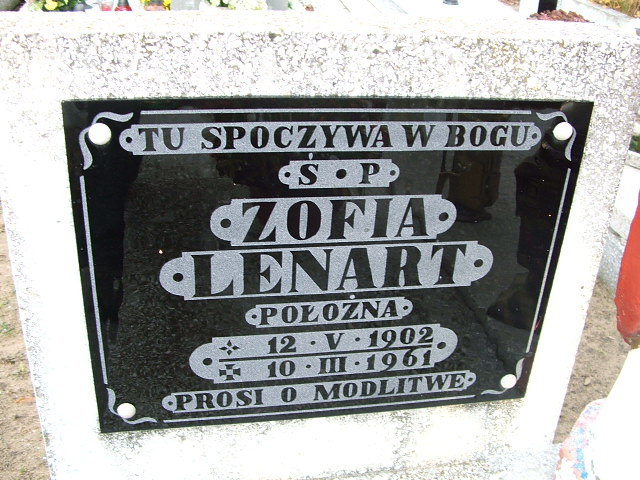 TU SPOCZYWA W BOGU
Ś • P
ZOFIA
LENART
POŁOŻNA
12 • V • 1902
10 • III • 1961
PROSI O MODLITWĘ